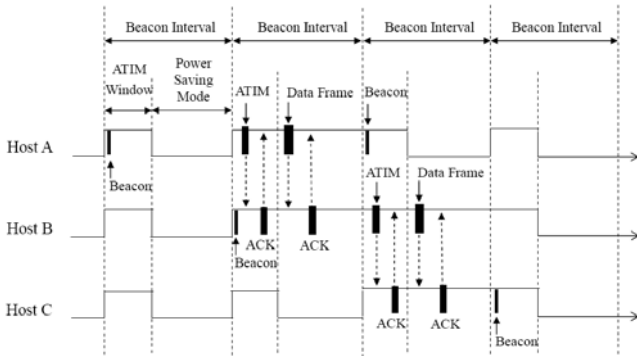 Beacon Interval Beacon Interval Beacon Interval Beacon Interval
ATIM Window
Power Saving Mode
ATIM Data Frame Beacon
Host A
Beacon
ATIM Data Frame
Host B
ACK ACK
Beacon
Host C
ACK ACK
Beacon